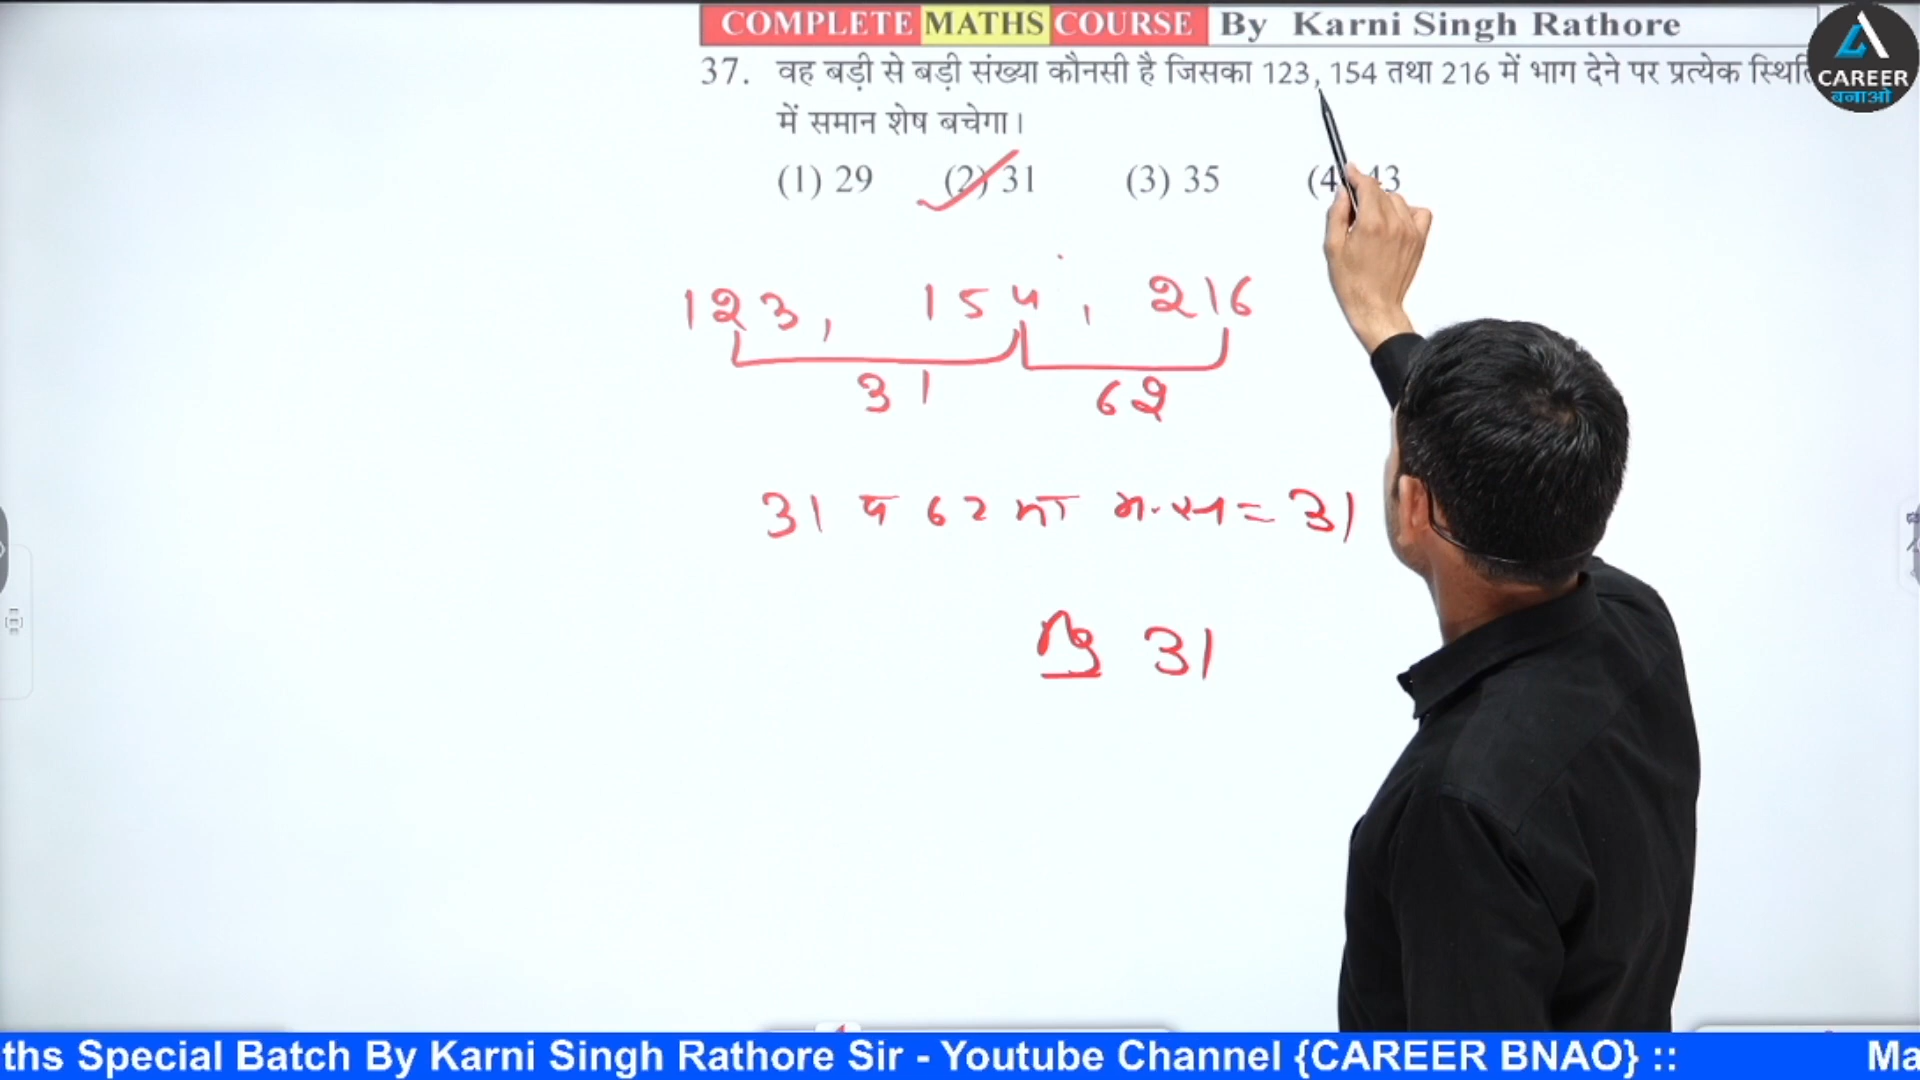 COMPLETE MATHS COURSE By Karni Singh Rathore
CAREER
बनाओ
37. वह बड़ी से बड़ी संख्या कौनसी है जिसका 123, 154 तथा 216 में भाग देने पर प्रत्येक स्थिति
में समान शेष बचेगा।
(1) 29 (2) 31 (3) 35 (4) 43
123, 154, 216
31 62
31 व 62 का म.स = 31
31
ths Special Batch By Karni Singh Rathore Sir - Youtube Channel {CAREER BNAO} :: Ma